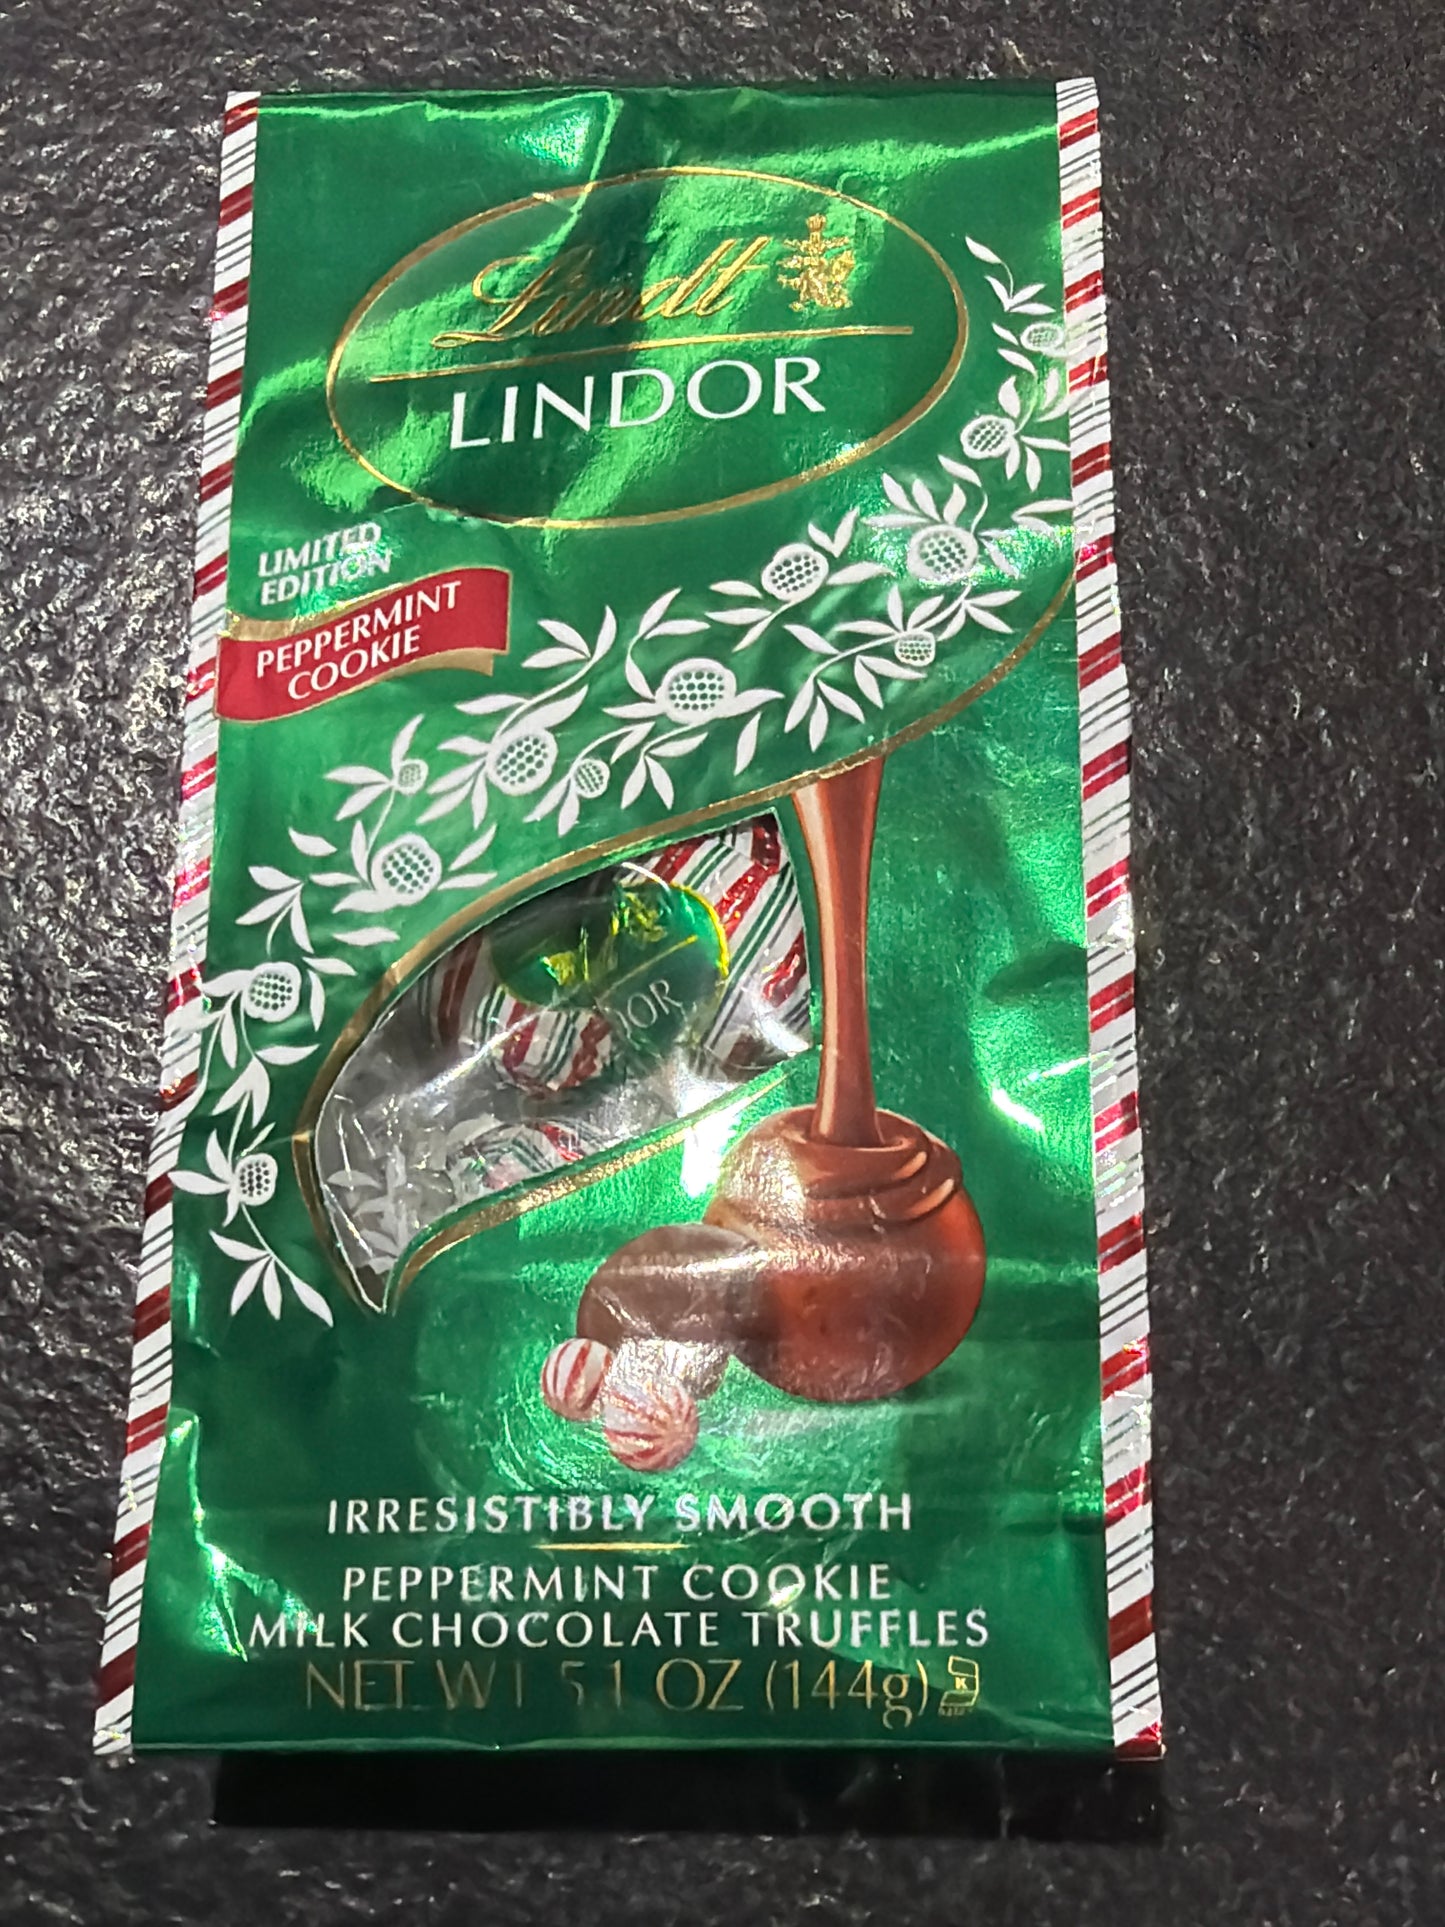 Lindt
LINDOR
LIMITED
EDITION
PEPPERMINT
COOKIE
DOR
IRRESISTIBLY SMOOTH
PEPPERMINT COOKIE
MILK CHOCOLATE TRUFFLES
NET WT 5.1 OZ (144g)
K